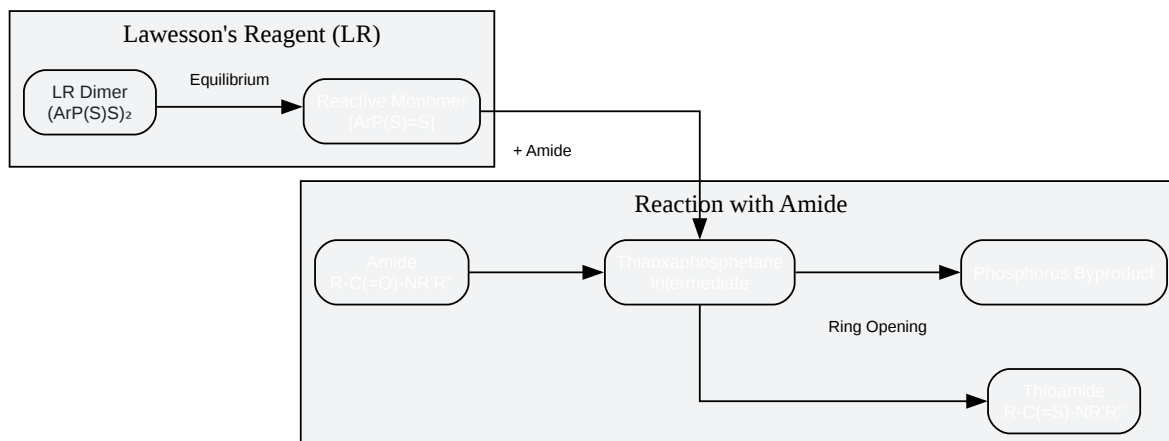 Lawesson's Reagent (LR)
LR Dimer
(ArP(S)S)₂
Equilibrium
Reactive Monomer
[ArP(S)=S]
+ Amide
Reaction with Amide
Amide
R-C(=O)-NR'R"
Thiaoxaphosphetane
Intermediate
Phosphorus Byproduct
Ring Opening
Thioamide
R-C(=S)-NR'R"